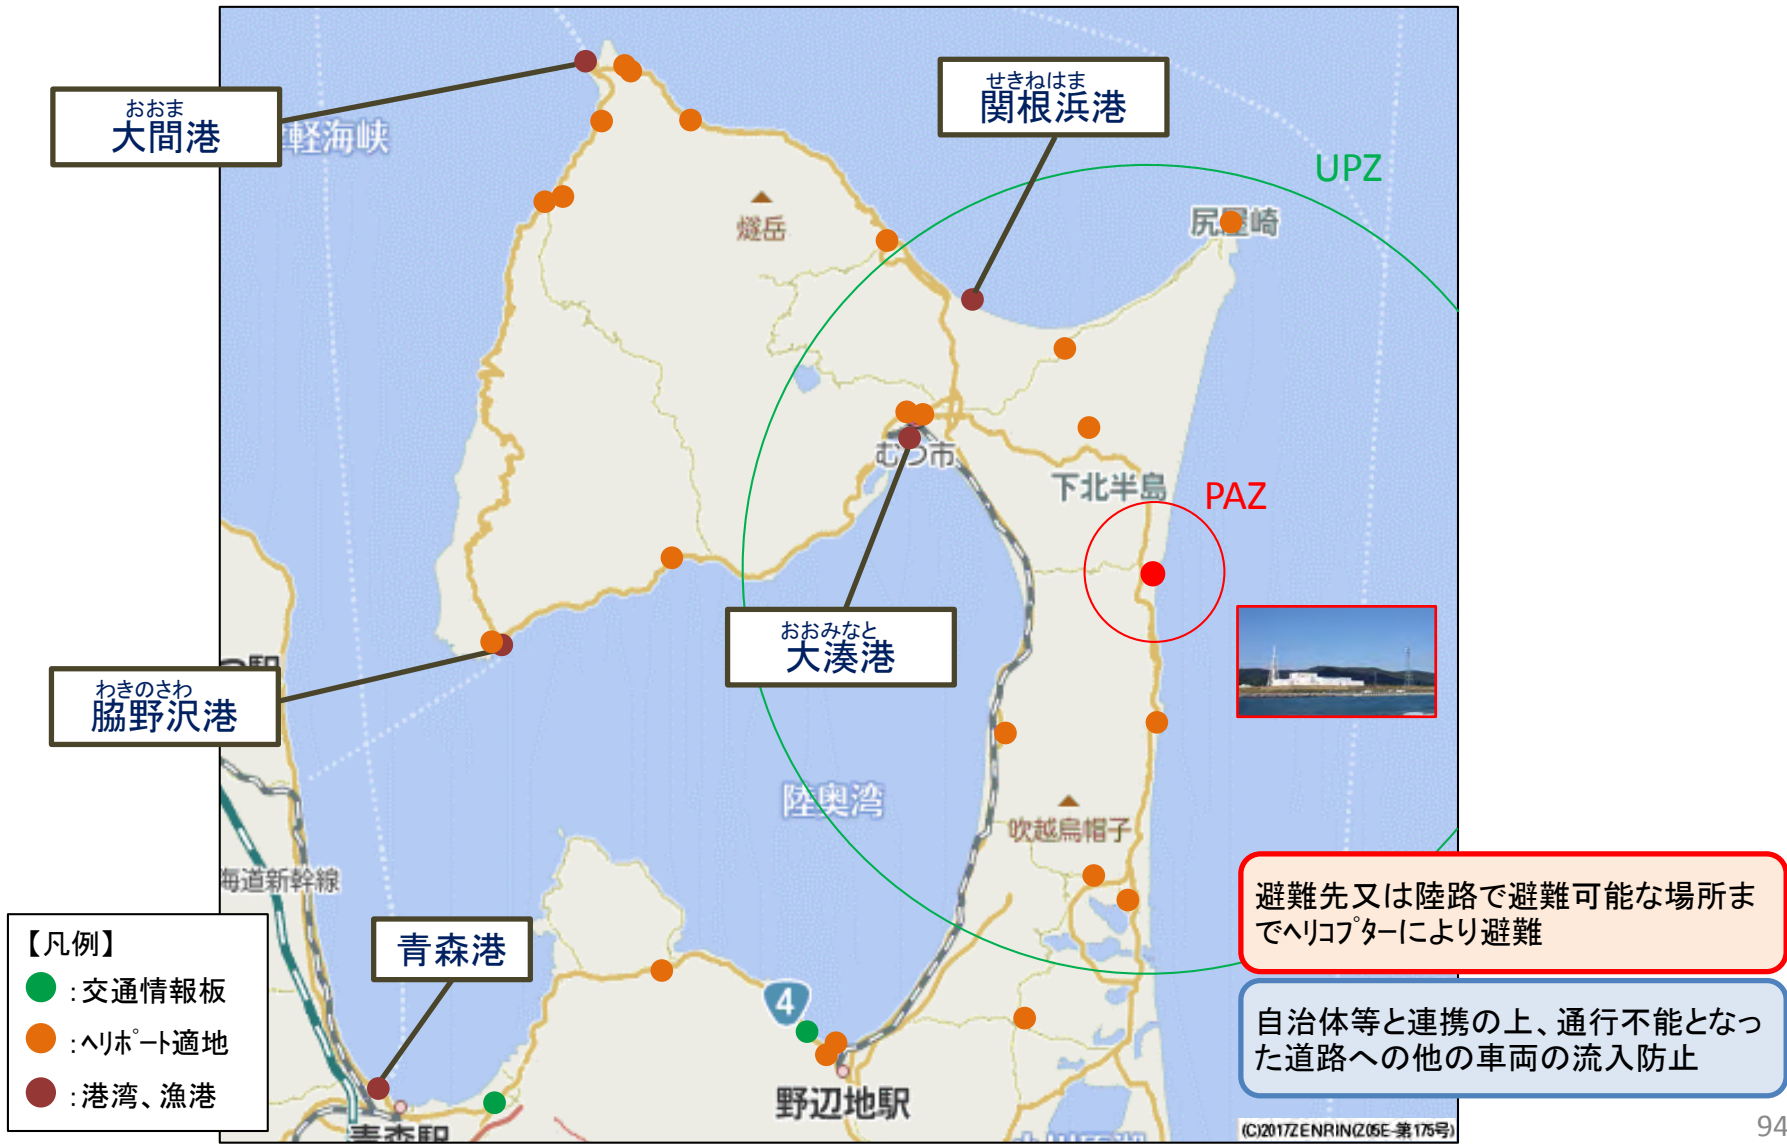 おおま
大間港
軽海峡
せきねはま
関根浜港
UPZ
尻屋崎
燧岳
むつ市
下北半島
PAZ
おおみなと
大湊港
わきのさわ
脇野沢港
陸奥湾
吹越烏帽子
海道新幹線
避難先又は陸路で避難可能な場所ま
でヘリコプターにより避難
【凡例】
：交通情報板
：ヘリポート適地
：港湾、漁港
青森港
4
自治体等と連携の上、通行不能となっ
た道路への他の車両の流入防止
野辺地駅
青森駅
(C)2017ZENRIN(Z05E-第175号)
94